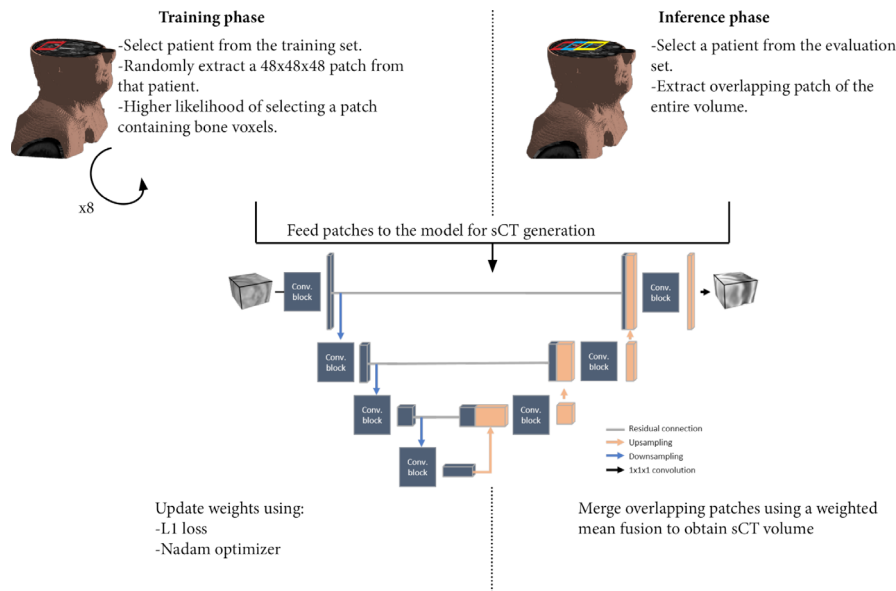 Training phase
-Select patient from the training set.
-Randomly extract a 48x48x48 patch from
that patient.
-Higher likelihood of selecting a patch
containing bone voxels.
x8
Inference phase
-Select a patient from the evaluation
set.
-Extract overlapping patch of the
entire volume.
Feed patches to the model for sCT generation
Conv.
block
Conv.
block
Conv.
block
Conv.
block
Conv.
block
Conv.
block
Conv.
block
Residual connection
Upsampling
Downsampling
1x1x1 convolution
Update weights using:
-L1 loss
-Nadam optimizer
Merge overlapping patches using a weighted
mean fusion to obtain sCT volume